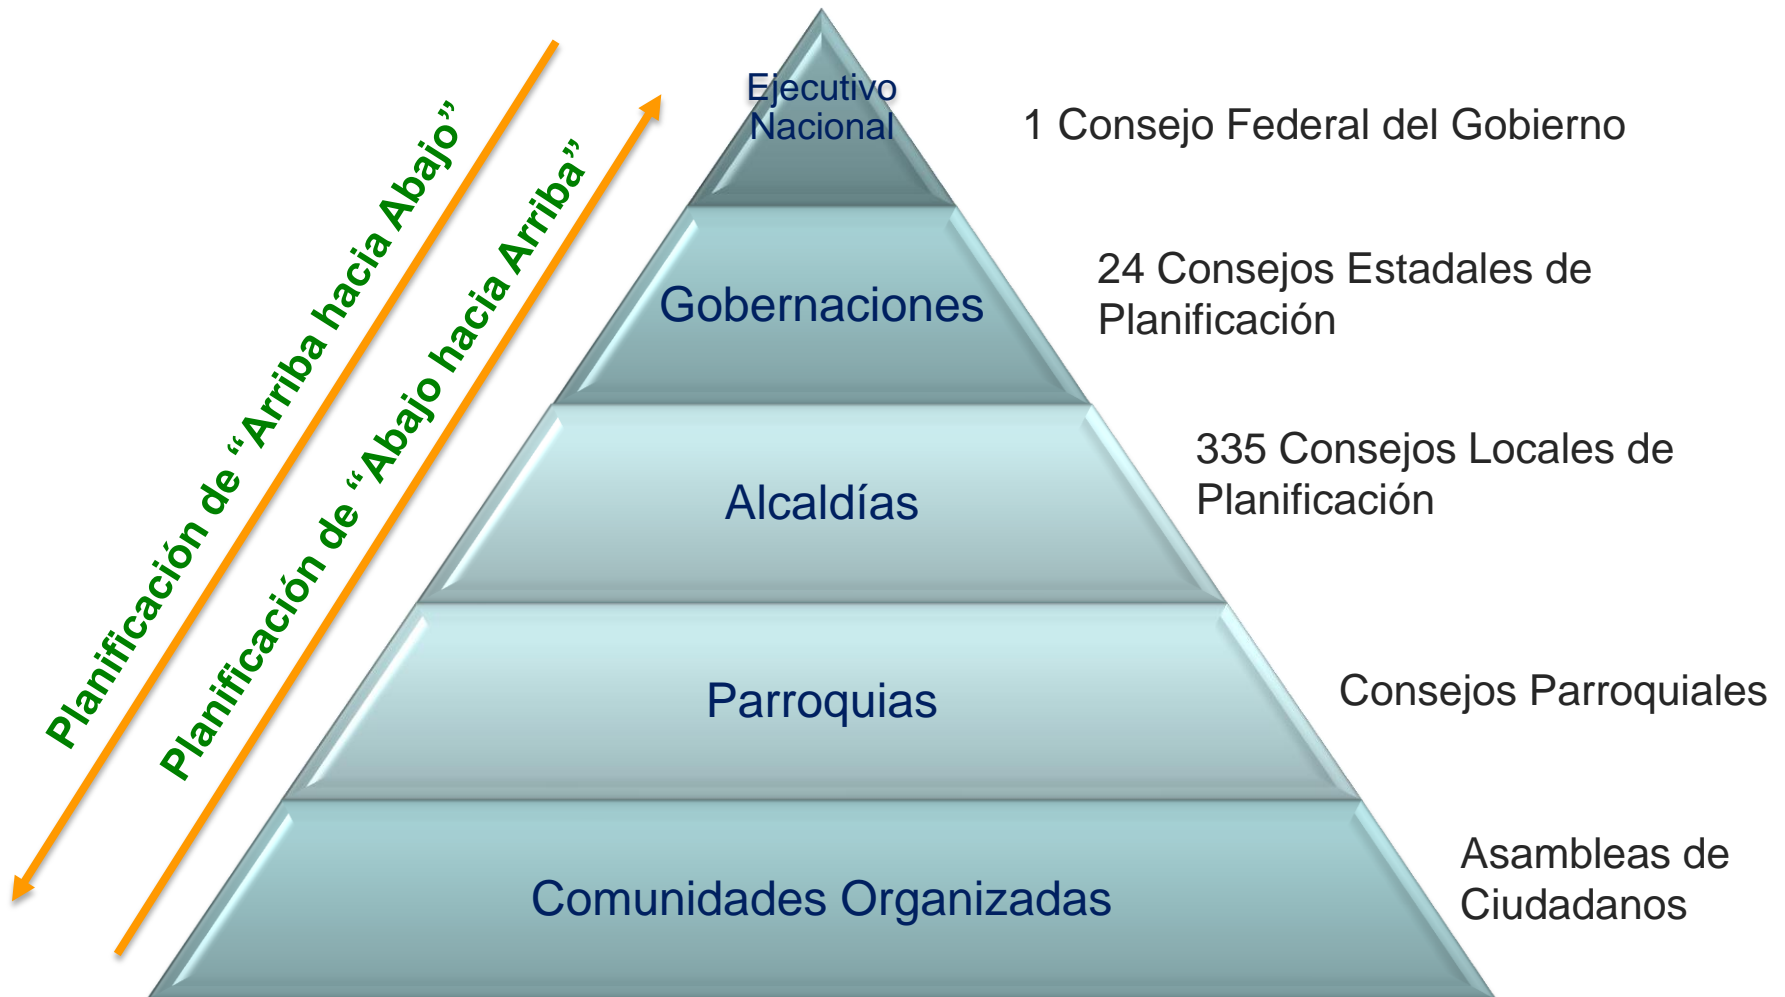 Planificación de “Arriba hacia Abajo”
Planificación de “Abajo hacia Arriba”
Ejecutivo
Nacional
1 Consejo Federal del Gobierno
Gobernaciones
24 Consejos Estadales de
Planificación
Alcaldías
335 Consejos Locales de
Planificación
Parroquias
Consejos Parroquiales
Comunidades Organizadas
Asambleas de
Ciudadanos